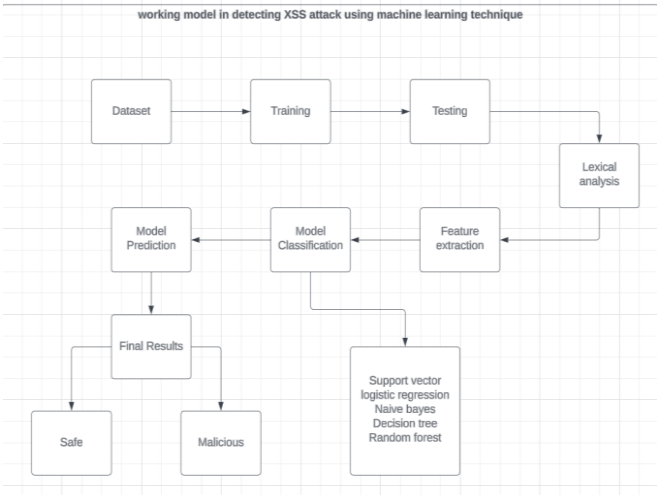 working model in detecting XSS attack using machine learning technique
Dataset
Training
Testing
Lexical
analysis
Feature
extraction
Model
Classification
Model
Prediction
Final Results
Safe
Malicious
Support vector
logistic regression
Naive bayes
Decision tree
Random forest